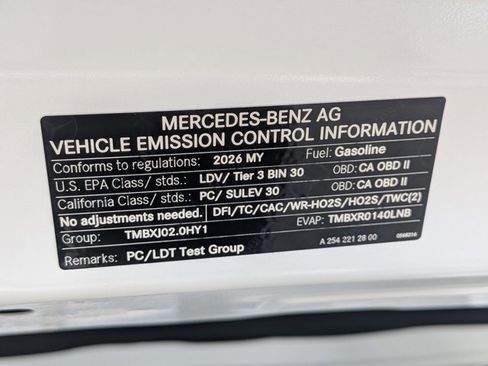 MERCEDES-BENZ AG
VEHICLE EMISSION CONTROL INFORMATION
Conforms to regulations: 2026 MY Fuel: Gasoline
U.S. EPA Class/ stds.: LDV/ Tier 3 BIN 30 OBD: CA OBD II
California Class/ stds.: PC/ SULEV 30 OBD: CA OBD II
No adjustments needed. DFI/TC/CAC/WR-HO2S/HO2S/TWC(2)
Group: TMBXJ02.0HY1 EVAP: TMBXR0140LNB
Remarks: PC/LDT Test Group A 254 221 28 00